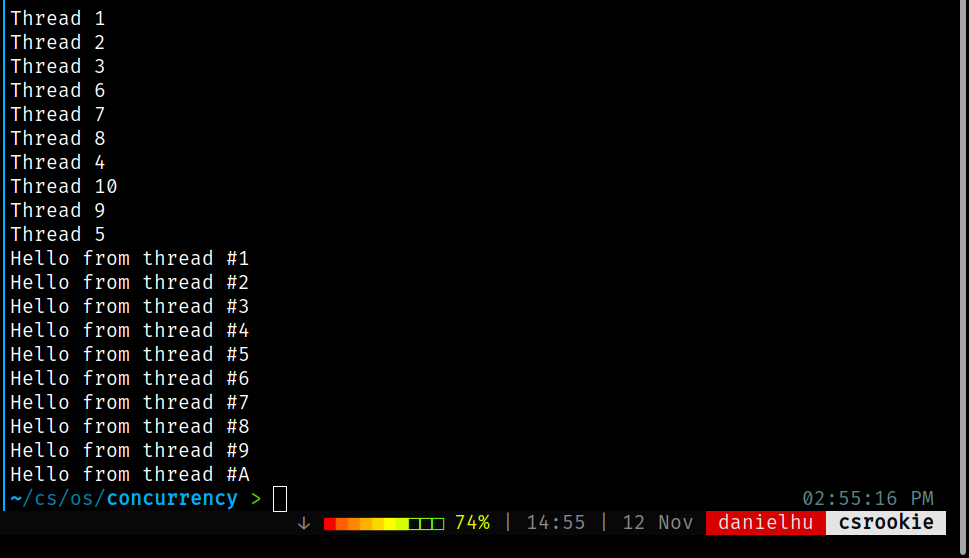 Thread 1
Thread 2
Thread 3
Thread 6
Thread 7
Thread 8
Thread 4
Thread 10
Thread 9
Thread 5
Hello from thread #1
Hello from thread #2
Hello from thread #3
Hello from thread #4
Hello from thread #5
Hello from thread #6
Hello from thread #7
Hello from thread #8
Hello from thread #9
Hello from thread #A
~/cs/os/concurrency > 02:55:16 PM
↓ 74% | 14:55 | 12 Nov danielhu csrookie